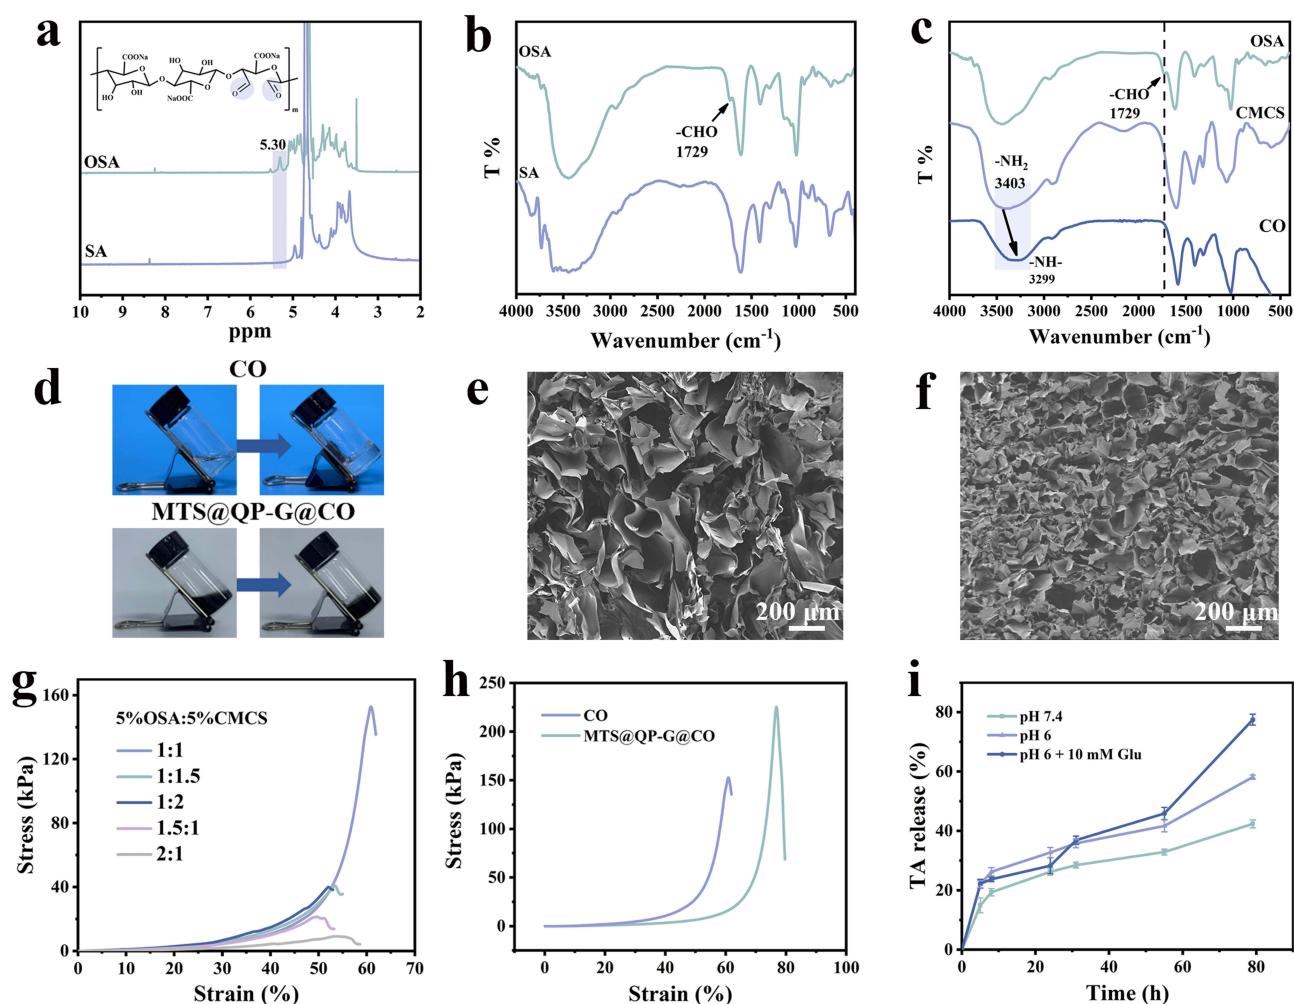 a
COONa
OH
HO
NaOOC
m
5.30
OSA
SA
10 9 8 7 6 5 4 3 2
ppm
b
OSA
-CHO
1729
SA
T %
4000 3500 3000 2500 2000 1500 1000 500
Wavenumber (cm⁻¹)
c
OSA
-CHO
1729
CMCS
-NH₂
3403
CO
-NH-
3299
T %
4000 3500 3000 2500 2000 1500 1000 500
Wavenumber (cm⁻¹)
d
CO
MTS@QP-G@CO
e
200 μm
f
200 μm
g
5%OSA:5%CMCS
1:1
1:1.5
1:2
1.5:1
2:1
Stress (kPa)
160
120
80
40
0
0 10 20 30 40 50 60 70
Strain (%)
h
CO
MTS@QP-G@CO
Stress (kPa)
250
200
150
100
50
0
0 20 40 60 80 100
Strain (%)
i
pH 7.4
pH 6
pH 6 + 10 mM Glu
TA release (%)
80
60
40
20
0
0 20 40 60 80
Time (h)